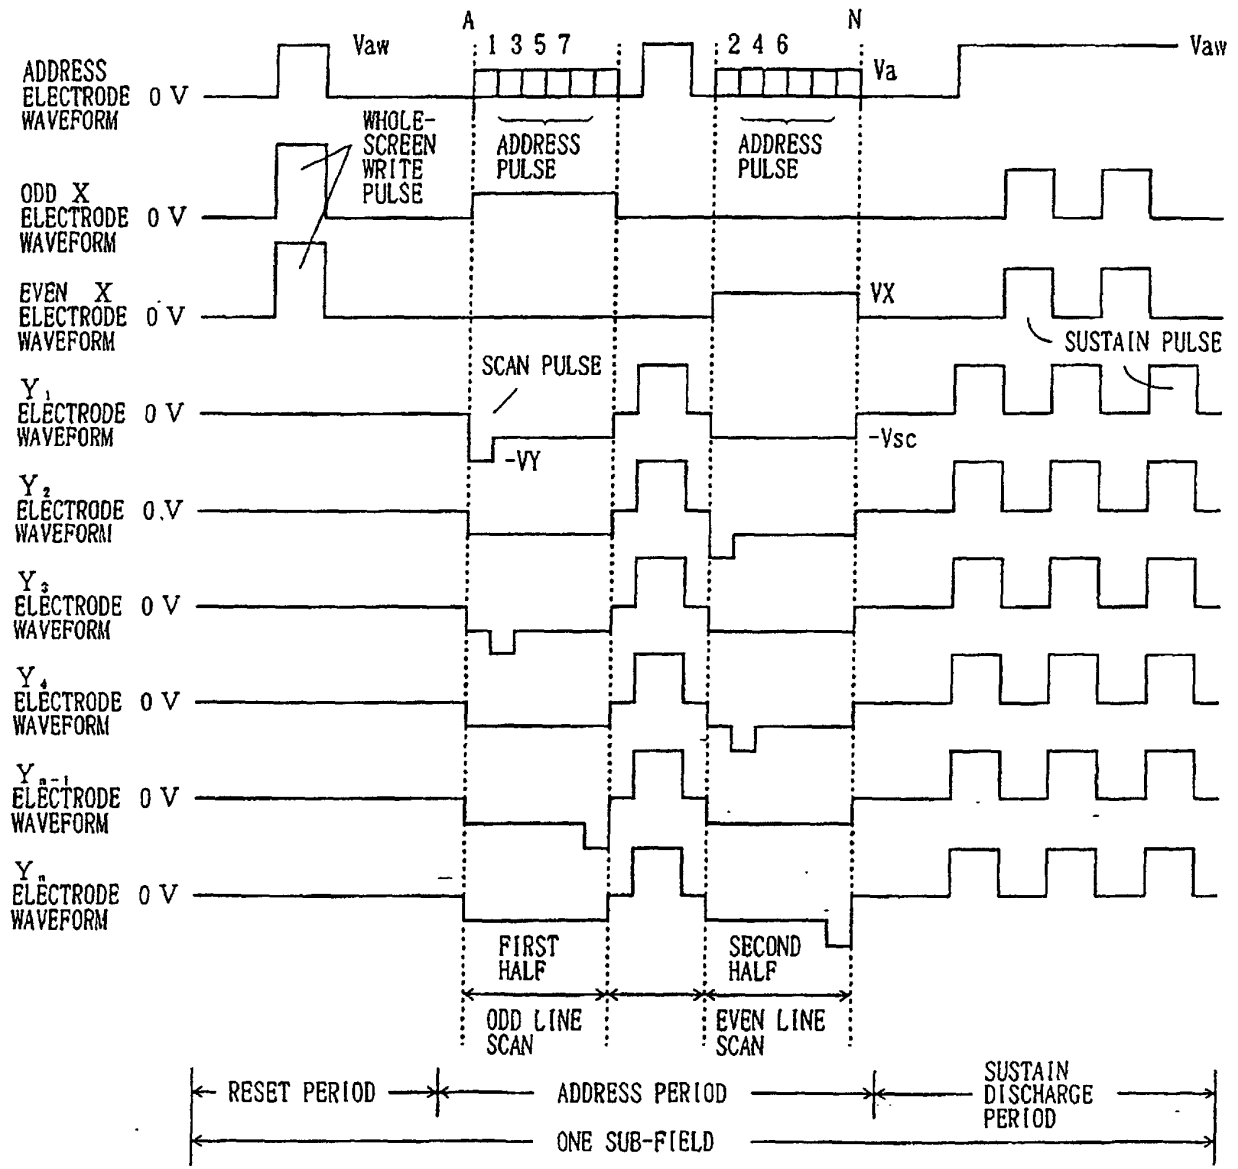 A
N
Vaw
1 3 5 7
2 4 6
Va
Vaw
ADDRESS
ELECTRODE 0 V
WAVEFORM
WHOLE-
SCREEN
WRITE
PULSE
ADDRESS
PULSE
ADDRESS
PULSE
ODD X
ELECTRODE 0 V
WAVEFORM
EVEN X
ELECTRODE 0 V
WAVEFORM
VX
SUSTAIN PULSE
SCAN PULSE
Y₁
ELECTRODE 0 V
WAVEFORM
-VY
-Vsc
Y₂
ELECTRODE 0 V
WAVEFORM
Y₃
ELECTRODE 0 V
WAVEFORM
Y₄
ELECTRODE 0 V
WAVEFORM
Yₙ₋₁
ELECTRODE 0 V
WAVEFORM
Yₙ
ELECTRODE 0 V
WAVEFORM
FIRST
HALF
SECOND
HALF
ODD LINE
SCAN
EVEN LINE
SCAN
RESET PERIOD
ADDRESS PERIOD
SUSTAIN
DISCHARGE
PERIOD
ONE SUB-FIELD